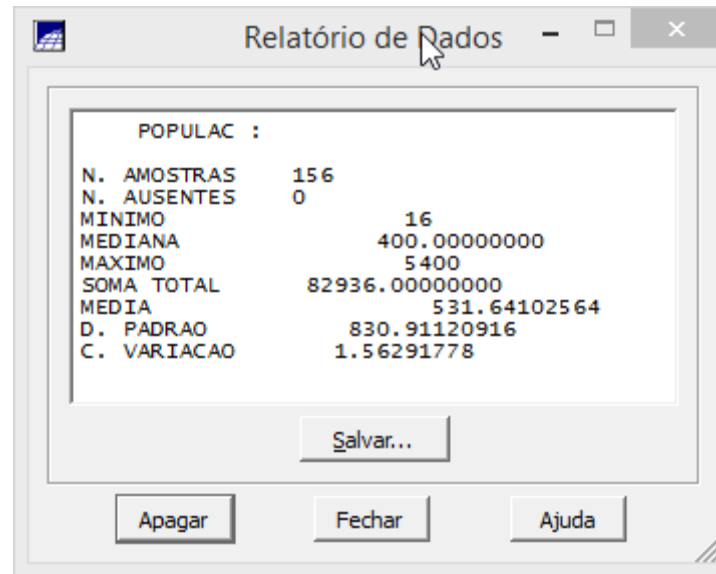 Relatório de Dados
POPULAC :
N. AMOSTRAS 156
N. AUSENTES 0
MINIMO 16
MEDIANA 400.00000000
MAXIMO 5400
SOMA TOTAL 82936.00000000
MEDIA 531.64102564
D. PADRAO 830.91120916
C. VARIACAO 1.56291778
Salvar...
Apagar Fechar Ajuda